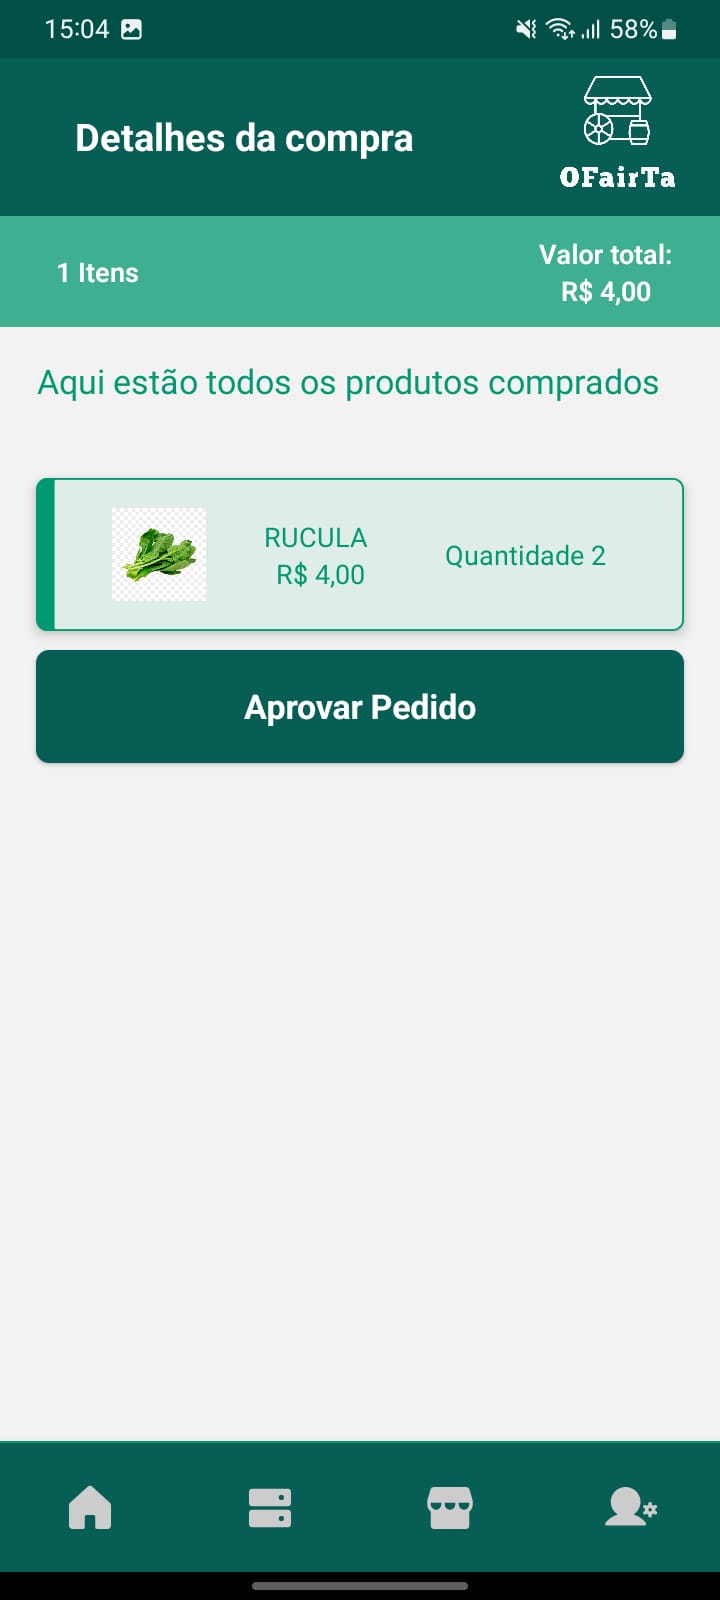 15:04
58%
Detalhes da compra
OFairTa
1 Itens
Valor total:
R$ 4,00
Aqui estão todos os produtos comprados
RUCULA
R$ 4,00
Quantidade 2
Aprovar Pedido